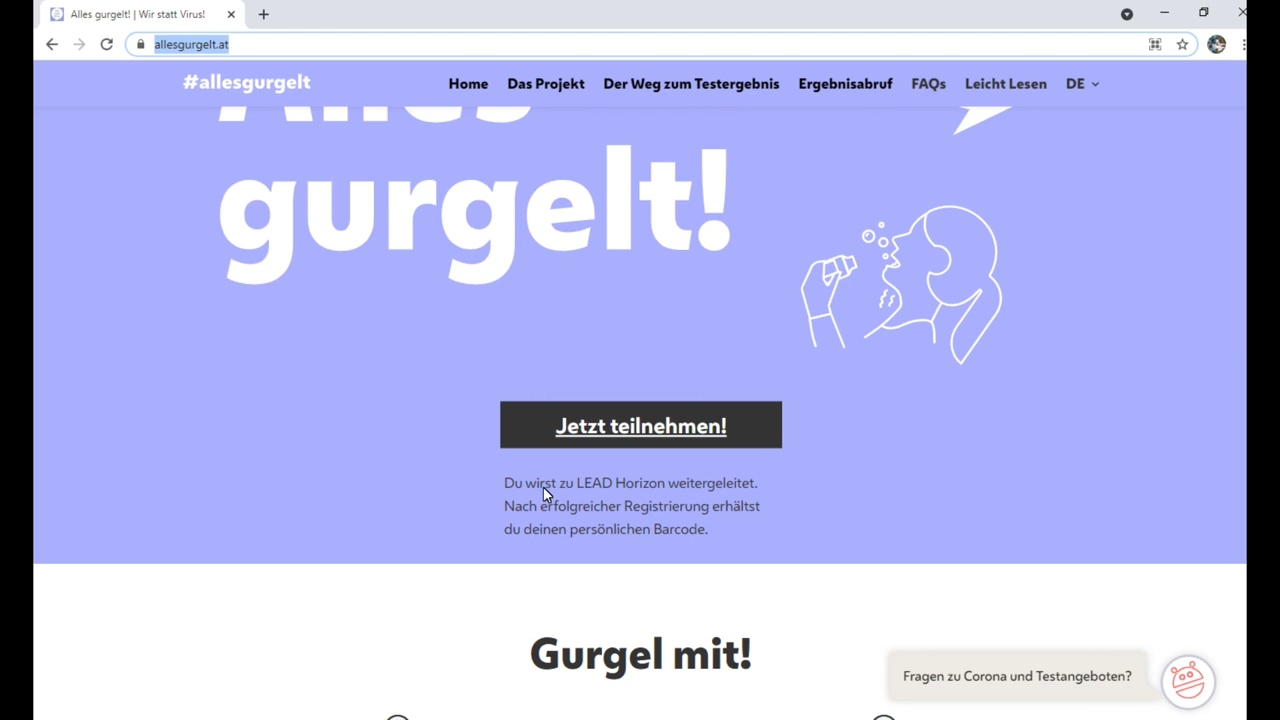 Alles gurgelt! | Wir statt Virus!
allesgurgelt.at
#allesgurgelt
Home Das Projekt Der Weg zum Testergebnis Ergebnisabruf FAQs Leicht Lesen DE
Alles
gurgelt!
Jetzt teilnehmen!
Du wirst zu LEAD Horizon weitergeleitet.
Nach erfolgreicher Registrierung erhältst
du deinen persönlichen Barcode.
Gurgel mit!
Fragen zu Corona und Testangeboten?